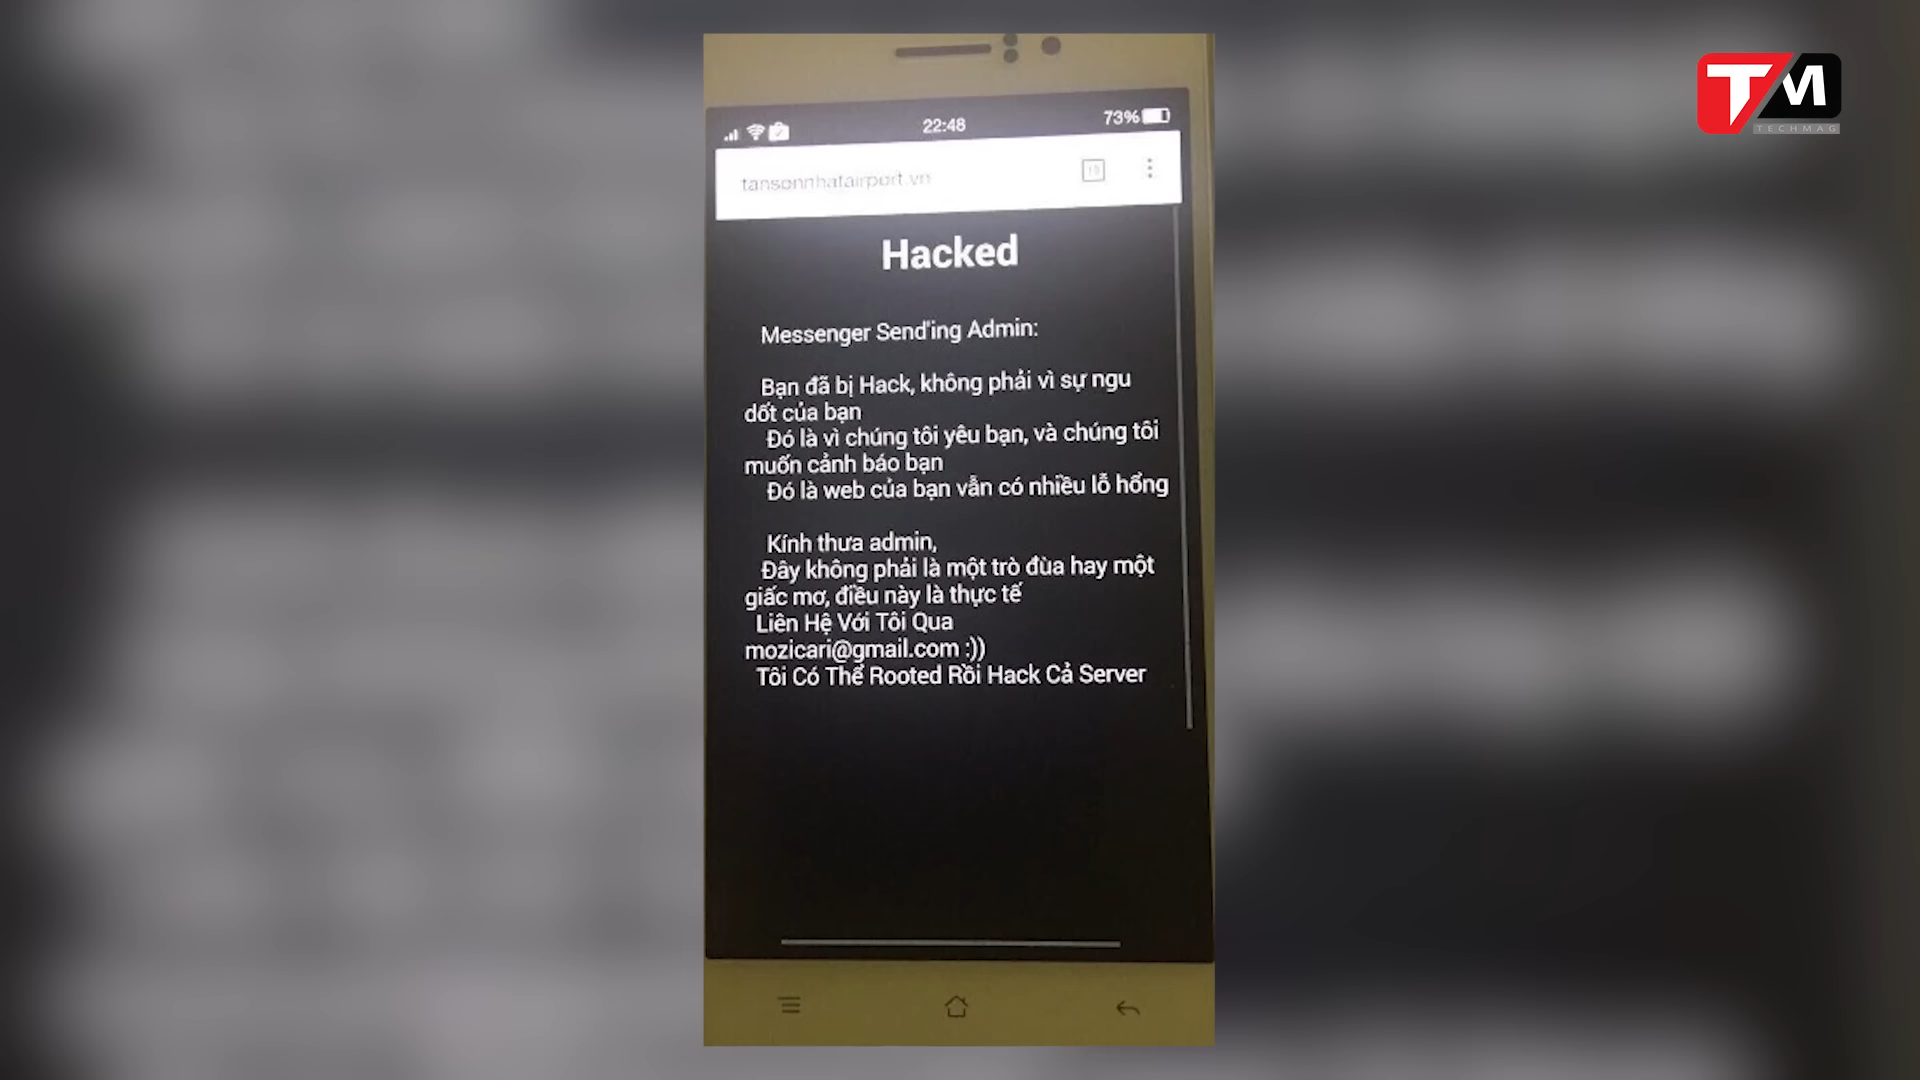 TM
TECHMAG
22:48
73%
tansonnhatairport.vn
19
Hacked
Messenger Send'ing Admin:
Bạn đã bị Hack, không phải vì sự ngu
dốt của bạn
Đó là vì chúng tôi yêu bạn, và chúng tôi
muốn cảnh báo bạn
Đó là web của bạn vẫn có nhiều lỗ hổng
Kính thưa admin,
Đây không phải là một trò đùa hay một
giấc mơ, điều này là thực tế
Liên Hệ Với Tôi Qua
mozicari@gmail.com :))
Tôi Có Thể Rooted Rồi Hack Cả Server